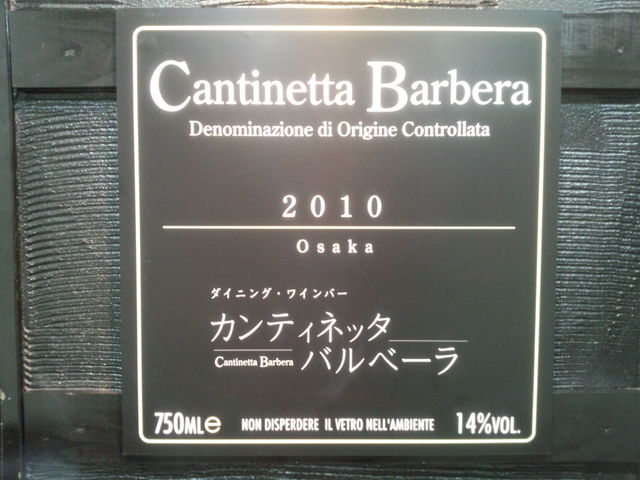 Cantinetta Barbera
Denominazione di Origine Controllata
2010
Osaka
ダイニング・ワインバー
カンティネッタ
Cantinetta Barbera バルベーラ
750MLe NON DISPERDERE IL VETRO NELL'AMBIENTE 14%VOL.